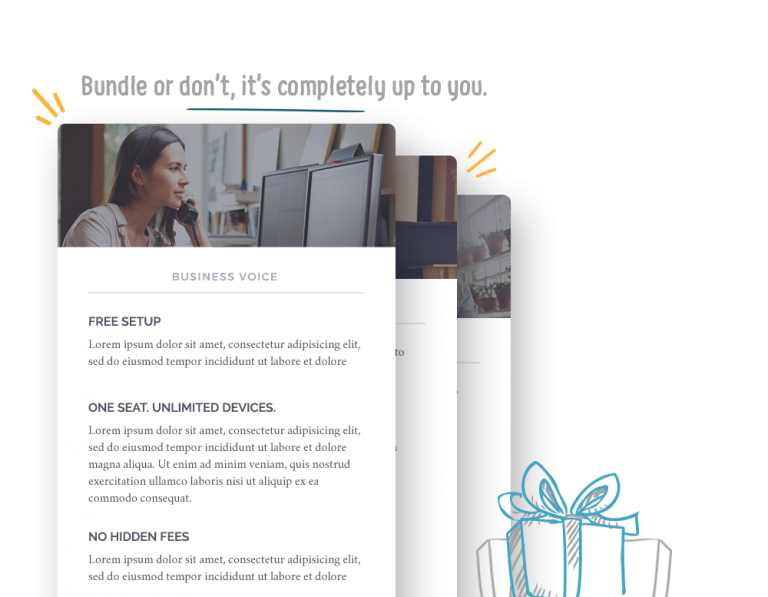 Bundle or don't, it's completely up to you.
BUSINESS VOICE
FREE SETUP
Lorem ipsum dolor sit amet, consectetur adipisicing elit,
sed do eiusmod tempor incididunt ut labore et dolore
ONE SEAT. UNLIMITED DEVICES.
Lorem ipsum dolor sit amet, consectetur adipisicing elit,
sed do eiusmod tempor incididunt ut labore et dolore
magna aliqua. Ut enim ad minim veniam, quis nostrud
exercitation ullamco laboris nisi ut aliquip ex ea
commodo consequat.
NO HIDDEN FEES
Lorem ipsum dolor sit amet, consectetur adipisicing elit,
sed do eiusmod tempor incididunt ut labore et dolore
to